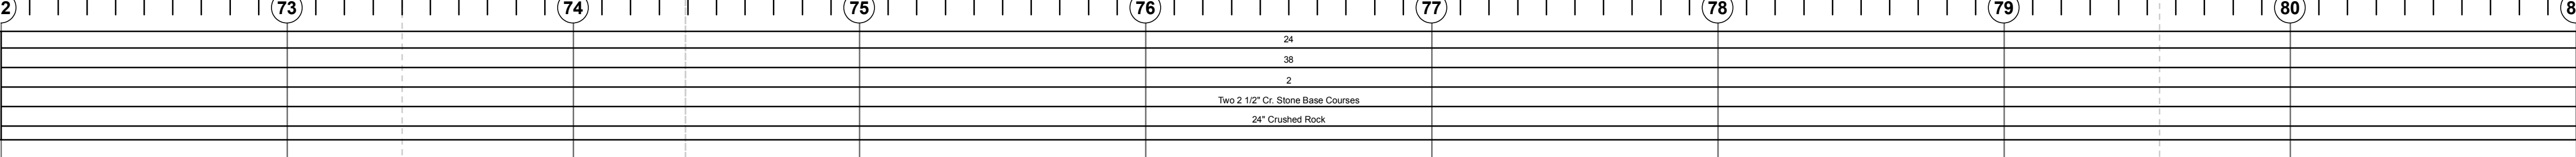 2 73 74 75 76 77 78 79 80 8
24
38
2
Two 2 1/2" Cr. Stone Base Courses
24" Crushed Rock